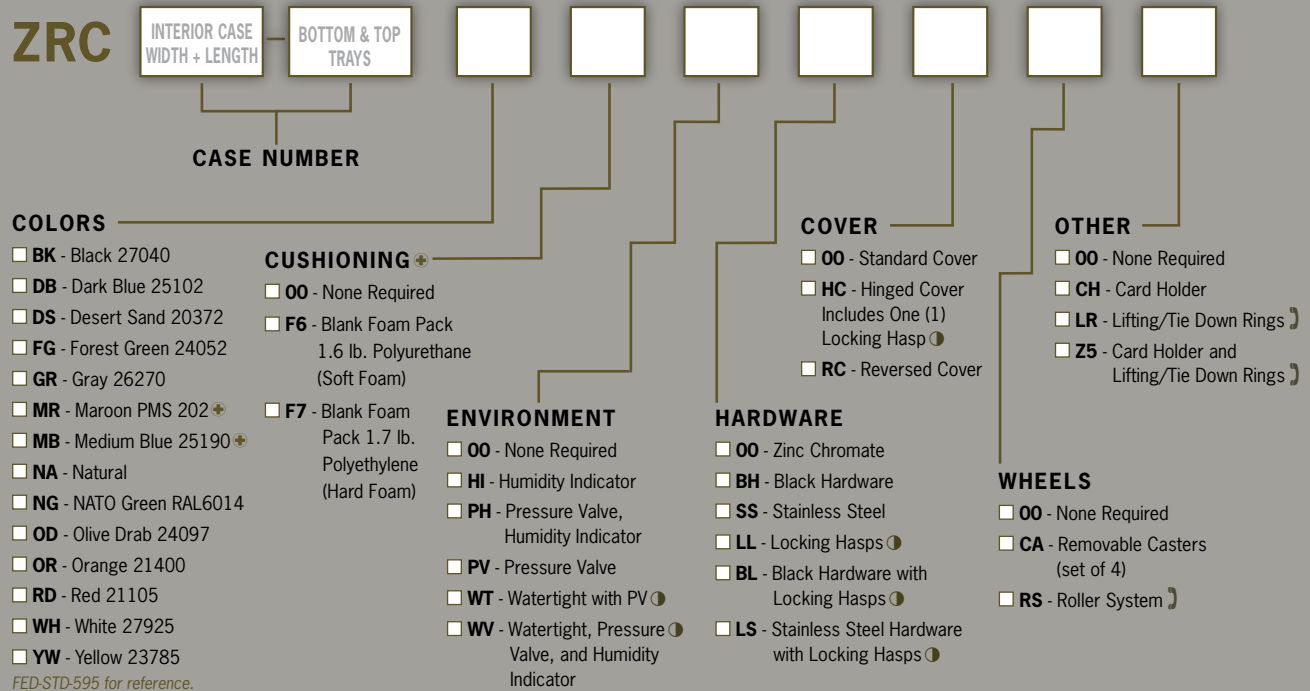 ZRC
INTERIOR CASE
WIDTH + LENGTH
BOTTOM & TOP
TRAYS
CASE NUMBER
COLORS
BK - Black 27040
DB - Dark Blue 25102
DS - Desert Sand 20372
FG - Forest Green 24052
GR - Gray 26270
MR - Maroon PMS 202
MB - Medium Blue 25190
NA - Natural
NG - NATO Green RAL6014
OD - Olive Drab 24097
OR - Orange 21400
RD - Red 21105
WH - White 27925
YW - Yellow 23785
FED-STD-595 for reference.
CUSHIONING
00 - None Required
F6 - Blank Foam Pack
1.6 lb. Polyurethane
(Soft Foam)
F7 - Blank Foam
Pack 1.7 lb.
Polyethylene
(Hard Foam)
ENVIRONMENT
00 - None Required
HI - Humidity Indicator
PH - Pressure Valve,
Humidity Indicator
PV - Pressure Valve
WT - Watertight with PV
WV - Watertight, Pressure
Valve, and Humidity
Indicator
HARDWARE
00 - Zinc Chromate
BH - Black Hardware
SS - Stainless Steel
LL - Locking Hasps
BL - Black Hardware with
Locking Hasps
LS - Stainless Steel Hardware
with Locking Hasps
COVER
00 - Standard Cover
HC - Hinged Cover
Includes One (1)
Locking Hasp
RC - Reversed Cover
WHEELS
00 - None Required
CA - Removable Casters
(set of 4)
RS - Roller System
OTHER
00 - None Required
CH - Card Holder
LR - Lifting/Tie Down Rings
Z5 - Card Holder and
Lifting/Tie Down Rings